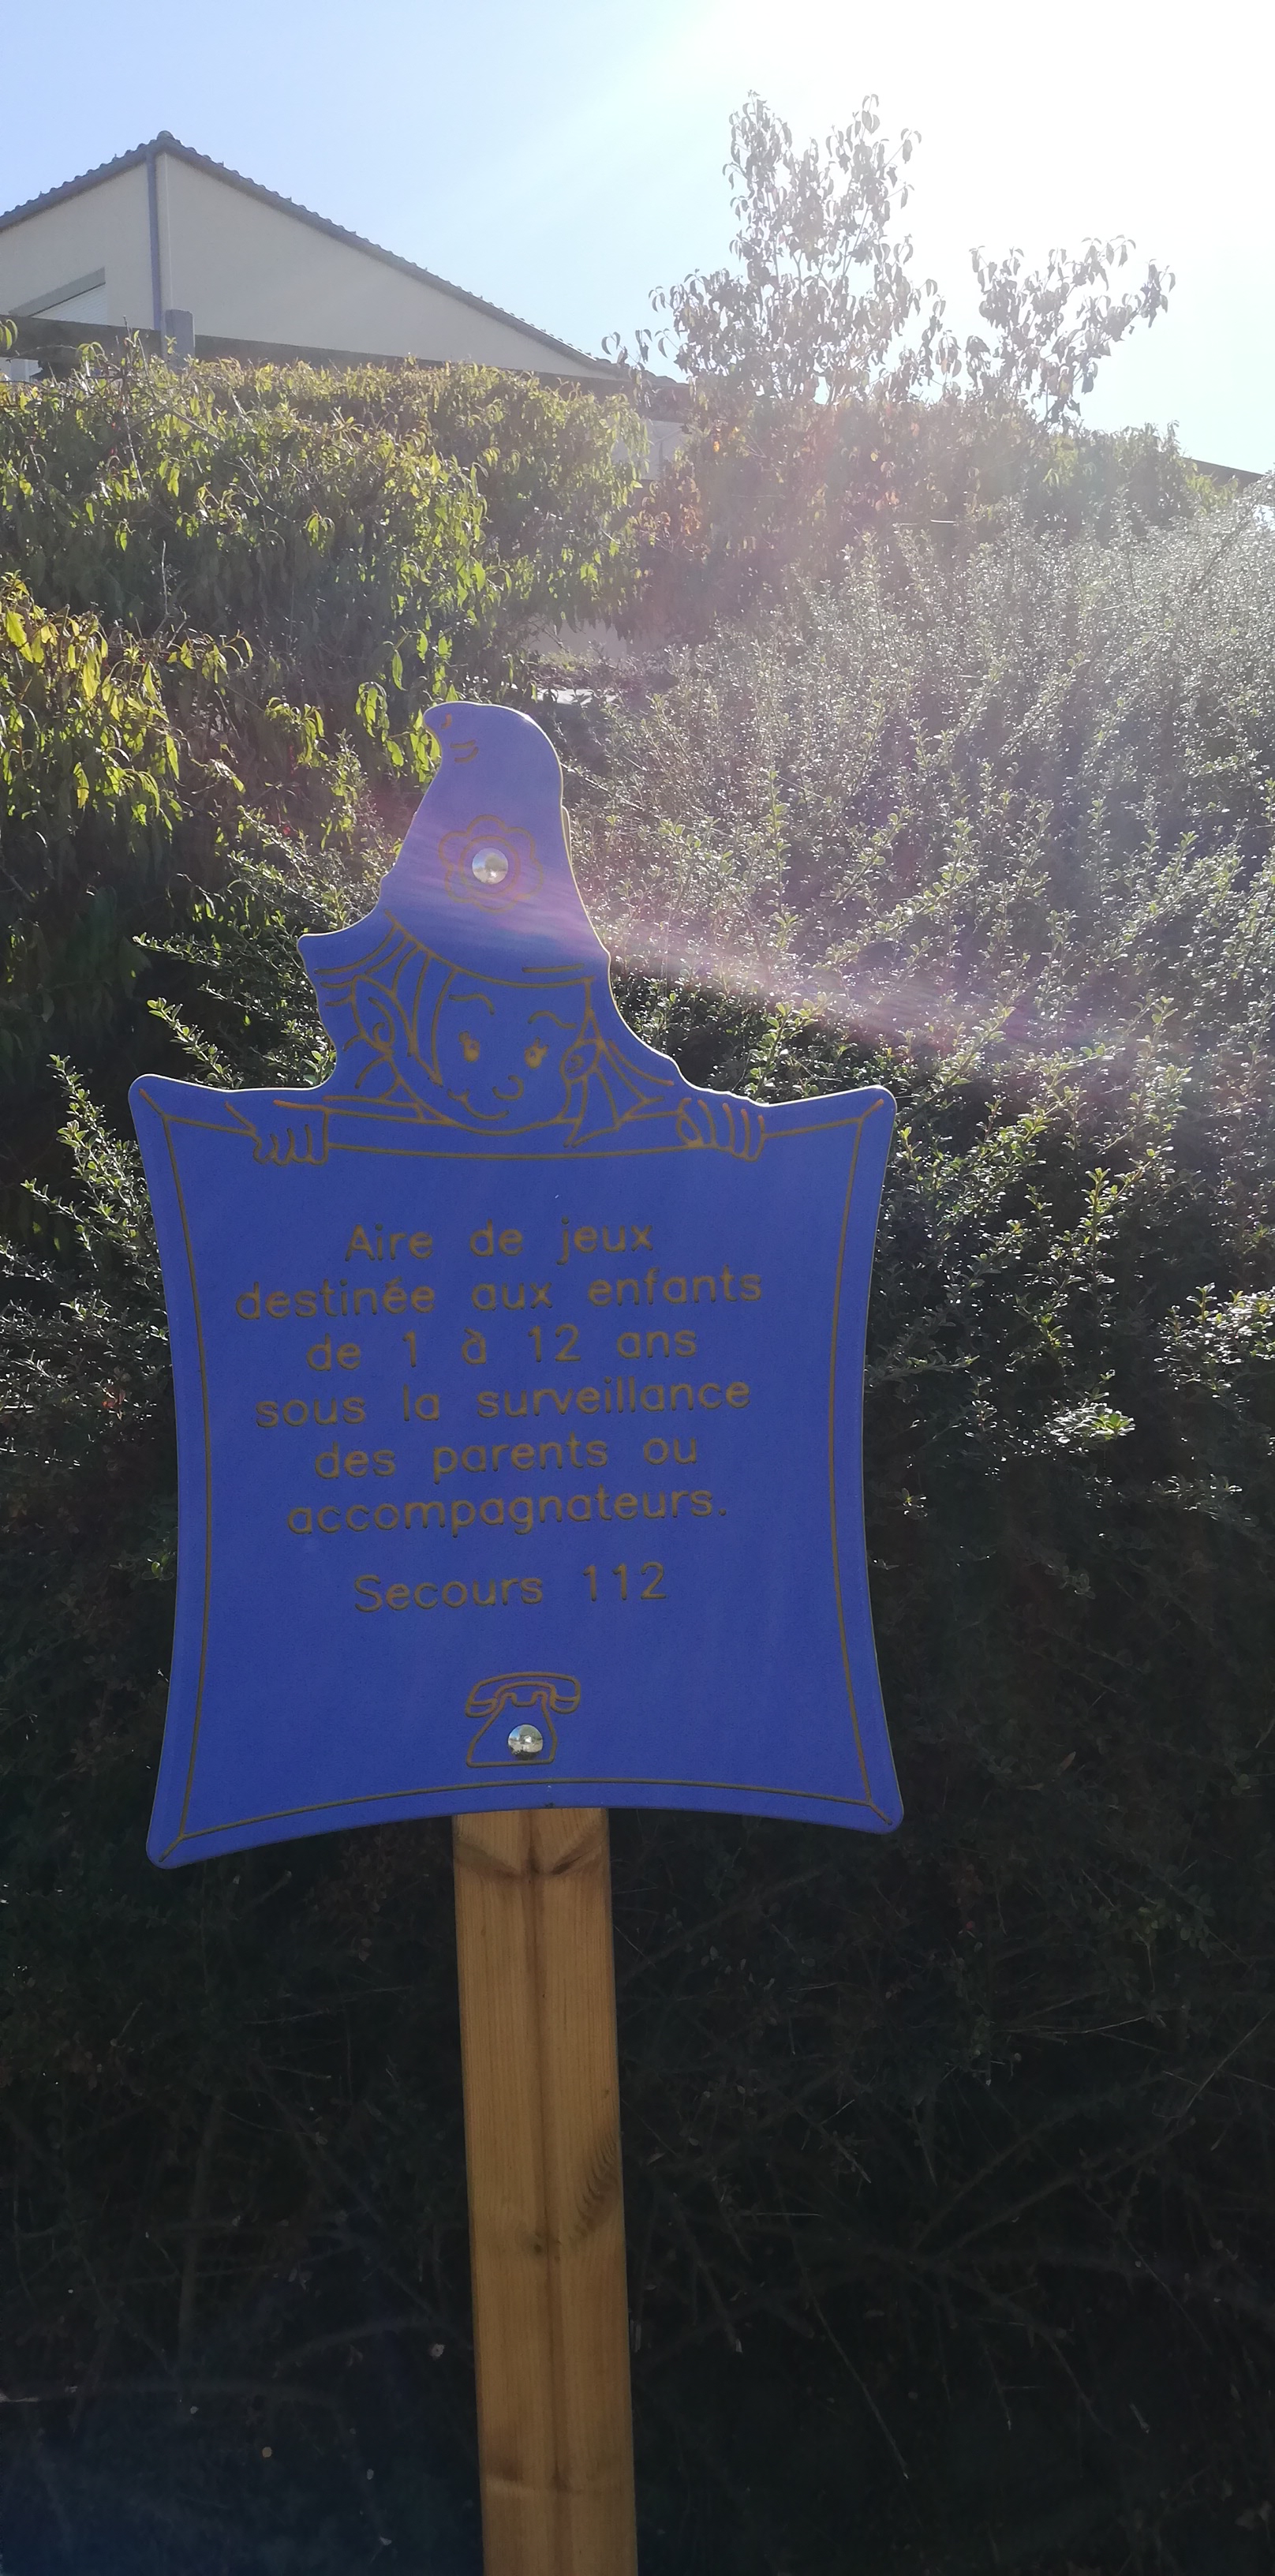 Aire de jeux
destinée aux enfants
de 1 à 12 ans
sous la surveillance
des parents ou
accompagnateurs.
Secours 112